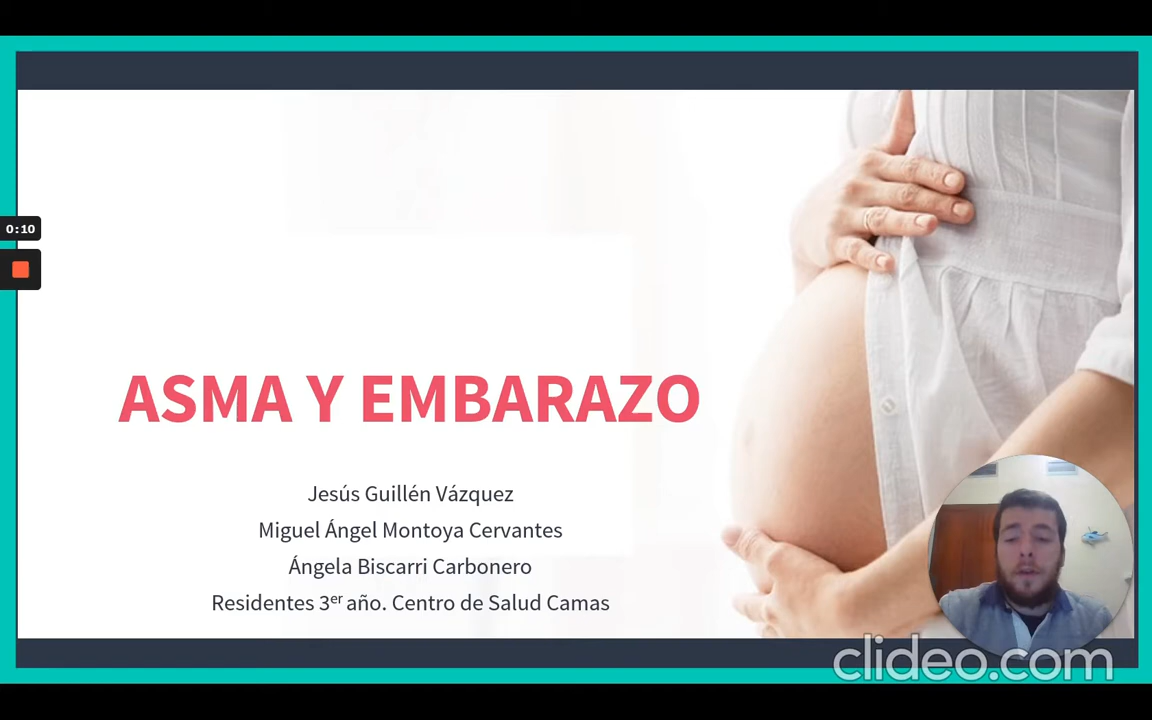 0:10
ASMA Y EMBARAZO
Jesús Guillén Vázquez
Miguel Ángel Montoya Cervantes
Ángela Biscarri Carbonero
Residentes 3er año. Centro de Salud Camas
clideo.com